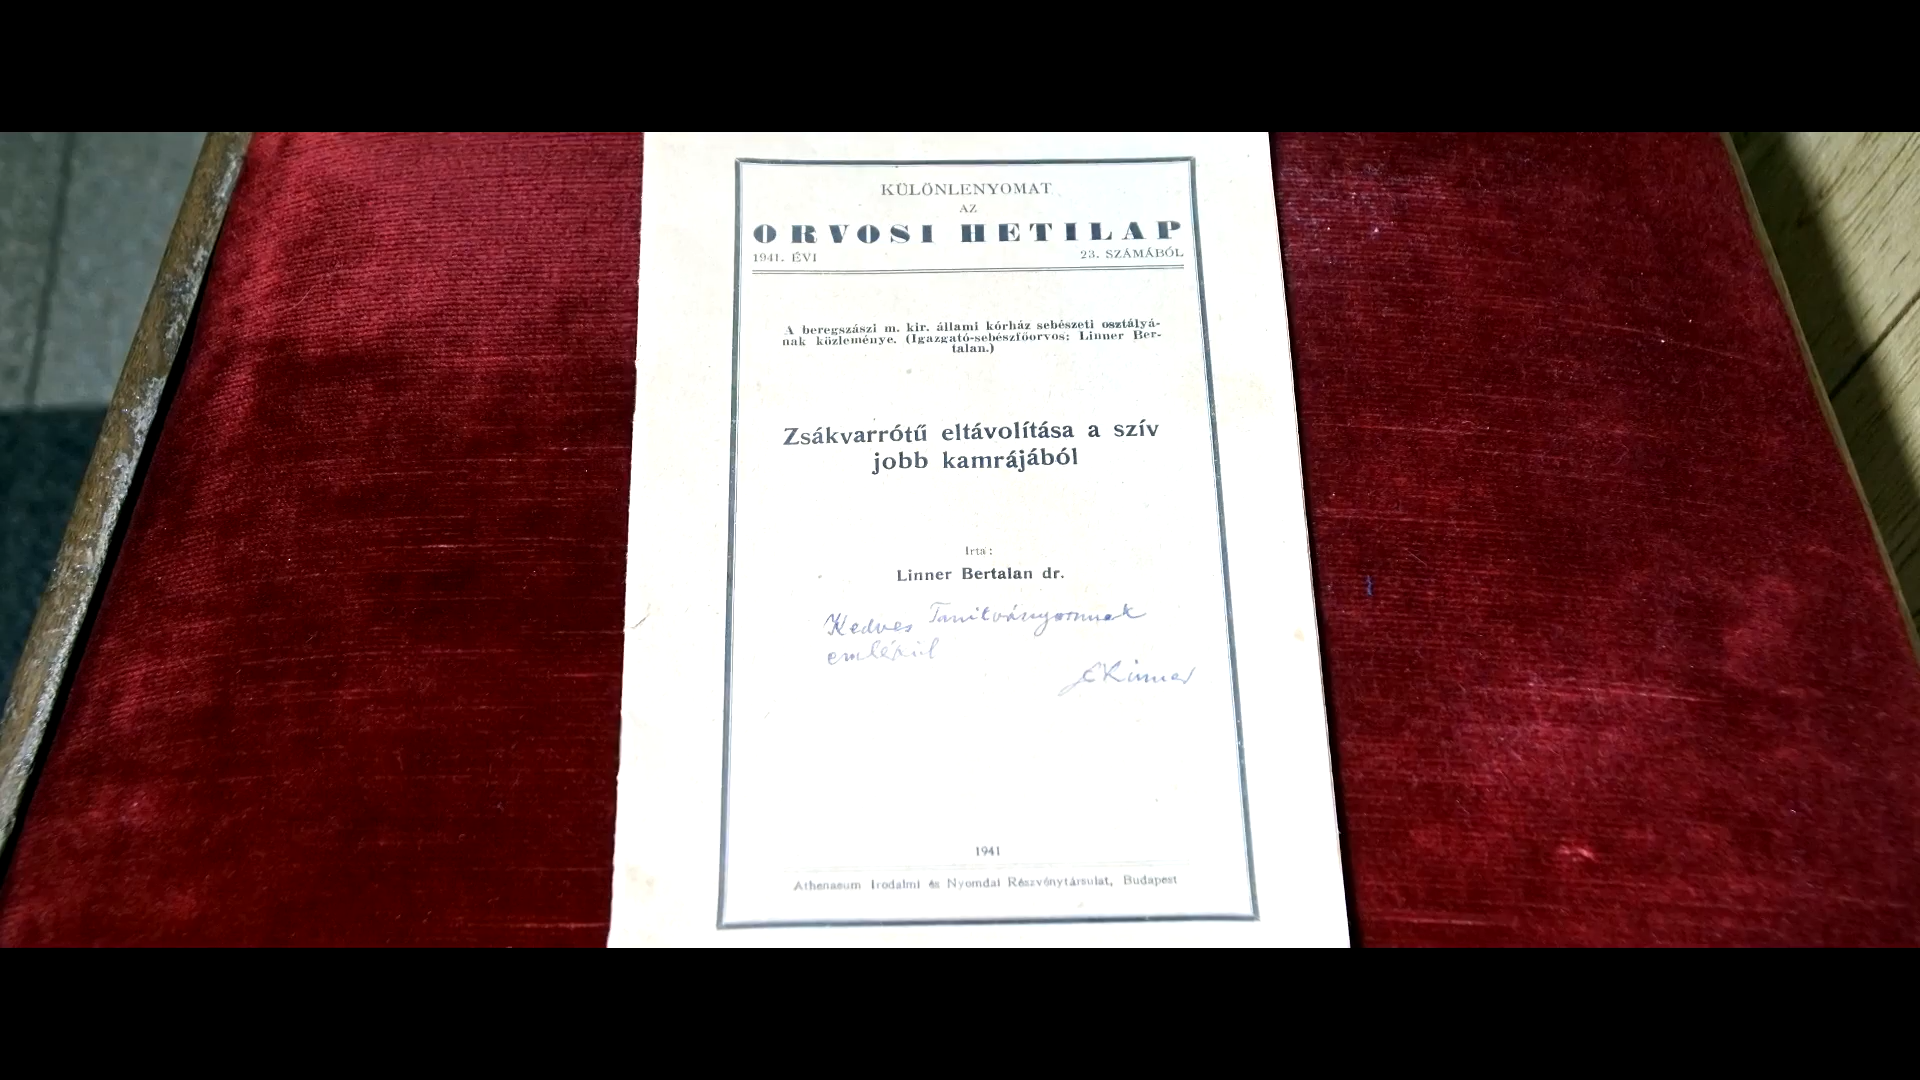 KÜLÖNLENYOMAT
AZ
ORVOSI HETILAP
1941. ÉVI 23. SZÁMÁBÓL
A beregszászi m. kir. állami kórház sebészeti osztályá-
nak közleménye. (Igazgató-sebészfőorvos: Linner Ber-
talan.)
Zsákvarrótű eltávolítása a szív
jobb kamrájából
Irta:
Linner Bertalan dr.
Kedves Tanítványomnak
emlékül
Linner
1941
Athenaeum Irodalmi és Nyomdai Részvénytársulat, Budapest